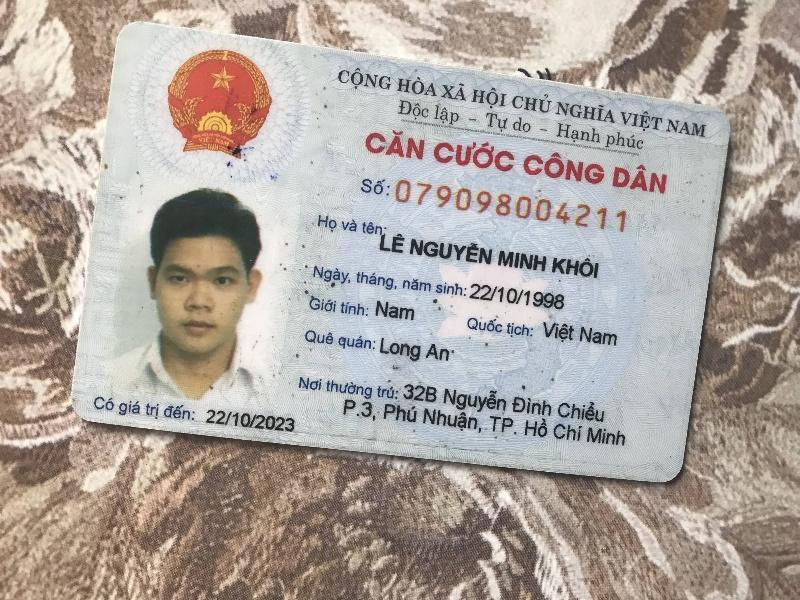 CỘNG HÒA XÃ HỘI CHỦ NGHĨA VIỆT NAM
Độc lập - Tự do - Hạnh phúc
CĂN CƯỚC CÔNG DÂN
Số: 079098004211
Họ và tên:
LÊ NGUYỄN MINH KHÔI
Ngày, tháng, năm sinh: 22/10/1998
Giới tính: Nam Quốc tịch: Việt Nam
Quê quán: Long An
Nơi thường trú: 32B Nguyễn Đình Chiểu
P.3, Phú Nhuận, TP. Hồ Chí Minh
Có giá trị đến: 22/10/2023